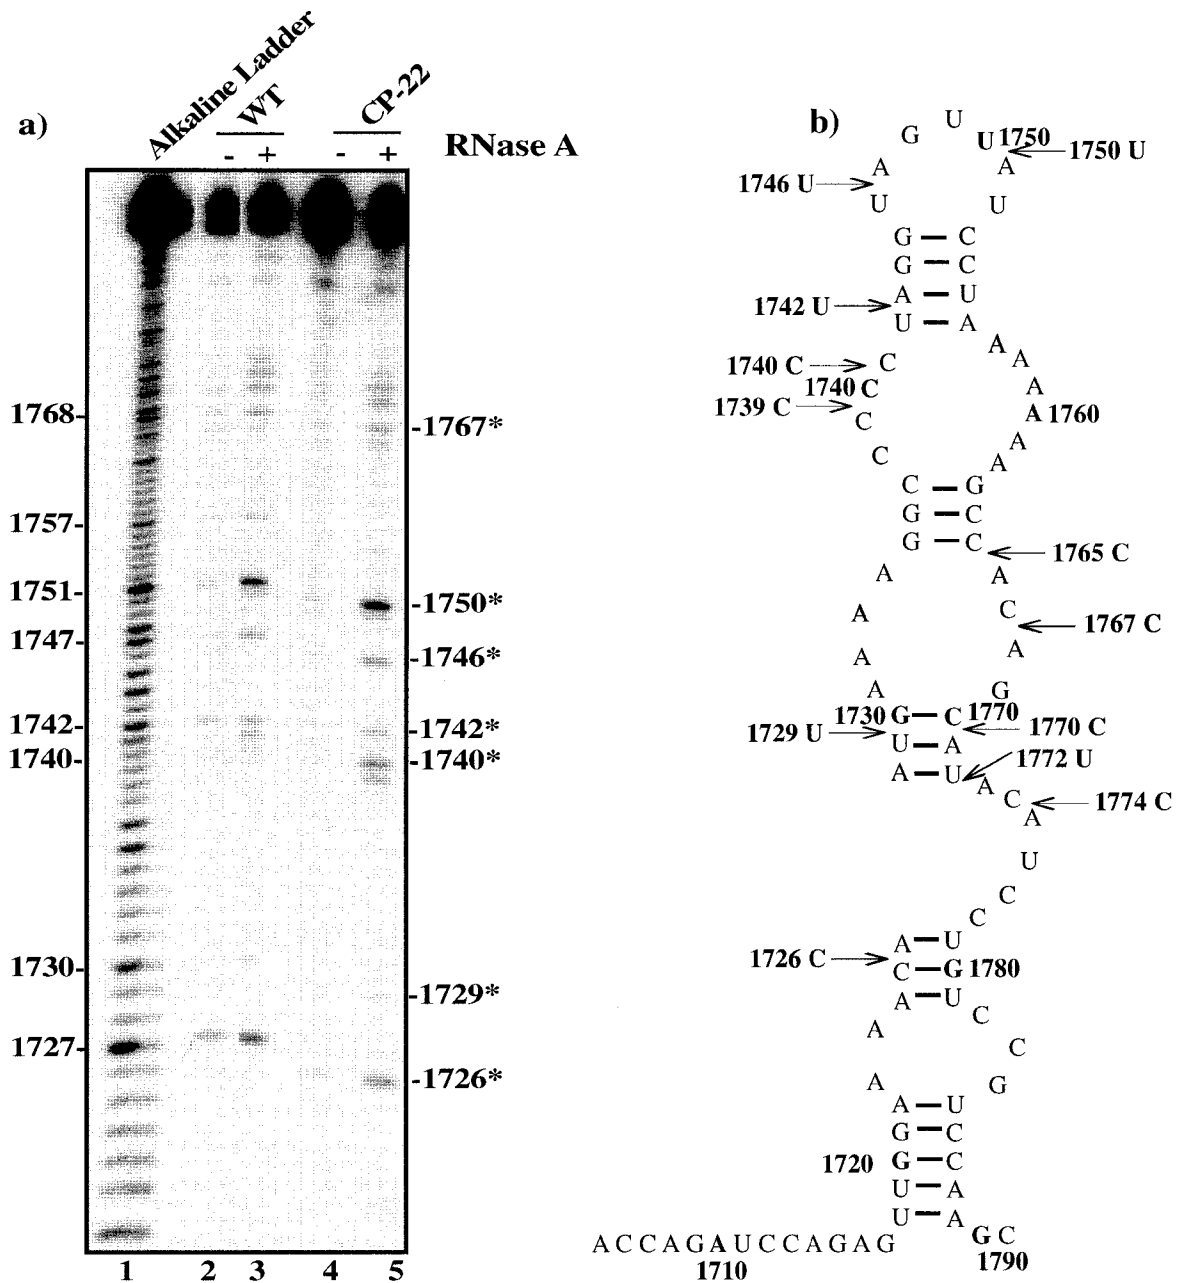 a)
Alkaline Ladder
WT
CP-22
- + - + RNase A
1768-
1757-
1751-
1747-
1742-
1740-
1730-
1727-
-1767*
-1750*
-1746*
-1742*
-1740*
-1729*
-1726*
1 2 3 4 5
b)
G U U 1750
1746 U A A 1750 U
U U
G C
G C
1742 U A U
U A
A
1740 C C A
1740 C A
1739 C C A 1760
C A
A
C G
G C
G C 1765 C
A A
A C 1767 C
A A
A G
1730 G C 1770
1729 U U A 1770 C
A U 1772 U
A C A 1774 C
U
C
C
A U
1726 C C G 1780
A U
A C
C
A G
A U
G C
1720 G C
U A
U A
A C C A G A U C C A G A G G C
1710 1790